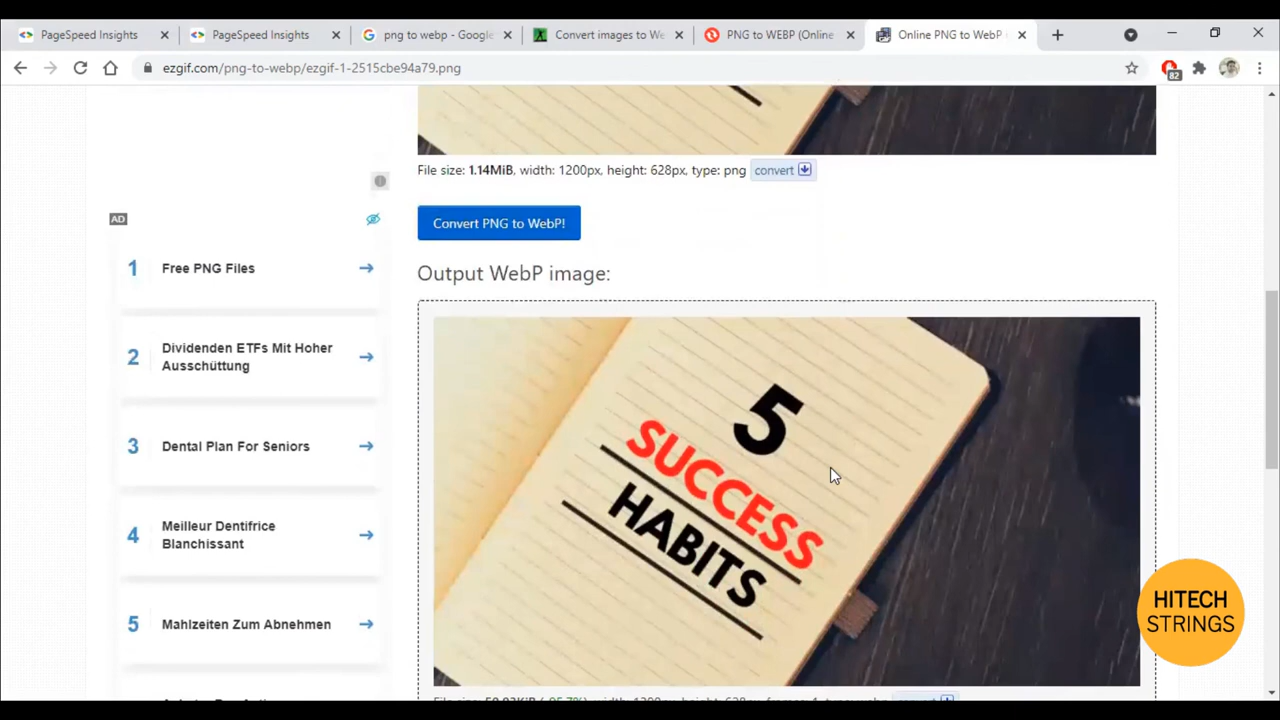 PageSpeed Insights
PageSpeed Insights
png to webp - Google
Convert images to We
PNG to WEBP (Online
Online PNG to WebP
ezgif.com/png-to-webp/ezgif-1-2515cbe94a79.png
82
File size: 1.14MiB, width: 1200px, height: 628px, type: png convert
Convert PNG to WebP!
AD
1 Free PNG Files
2 Dividenden ETFs Mit Hoher
Ausschüttung
3 Dental Plan For Seniors
4 Meilleur Dentifrice
Blanchissant
5 Mahlzeiten Zum Abnehmen
Output WebP image:
5
SUCCESS
HABITS
HITECH
STRINGS